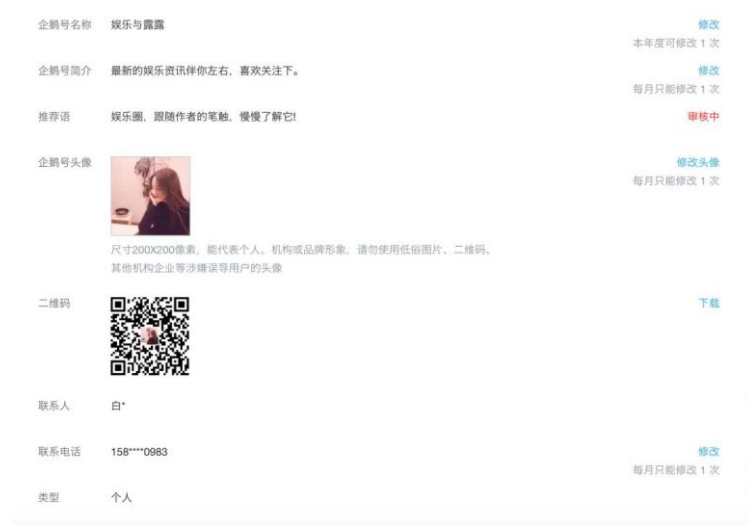 企鹅号名称 娱乐与露露 修改
本年度可修改 1 次
企鹅号简介 最新的娱乐资讯伴你左右，喜欢关注下。 修改
每月只能修改 1 次
推荐语 娱乐圈，跟随作者的笔触，慢慢了解它! 审核中
企鹅号头像 修改头像
每月只能修改 1 次
尺寸200X200像素，能代表个人、机构或品牌形象，请勿使用低俗图片、二维码、
其他机构企业等涉嫌误导用户的头像
二维码 下载
联系人 白*
联系电话 158****0983 修改
每月只能修改 1 次
类型 个人